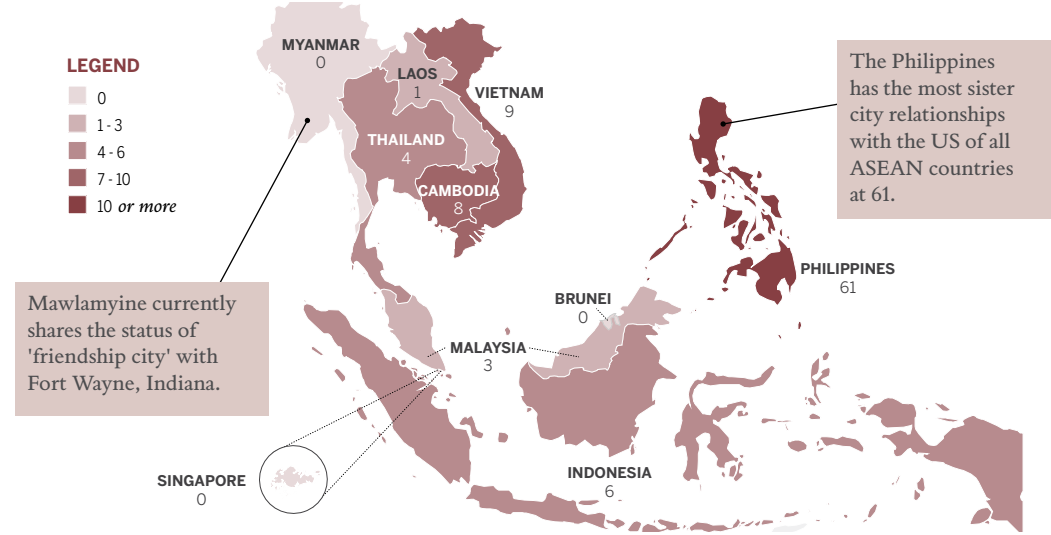 LEGEND
0
1 - 3
4 - 6
7 - 10
10 or more
MYANMAR
0
LAOS
1
VIETNAM
9
THAILAND
4
CAMBODIA
8
The Philippines
has the most sister
city relationships
with the US of all
ASEAN countries
at 61.
PHILIPPINES
61
Mawlamyine currently
shares the status of
'friendship city' with
Fort Wayne, Indiana.
BRUNEI
0
MALAYSIA
3
SINGAPORE
0
INDONESIA
6